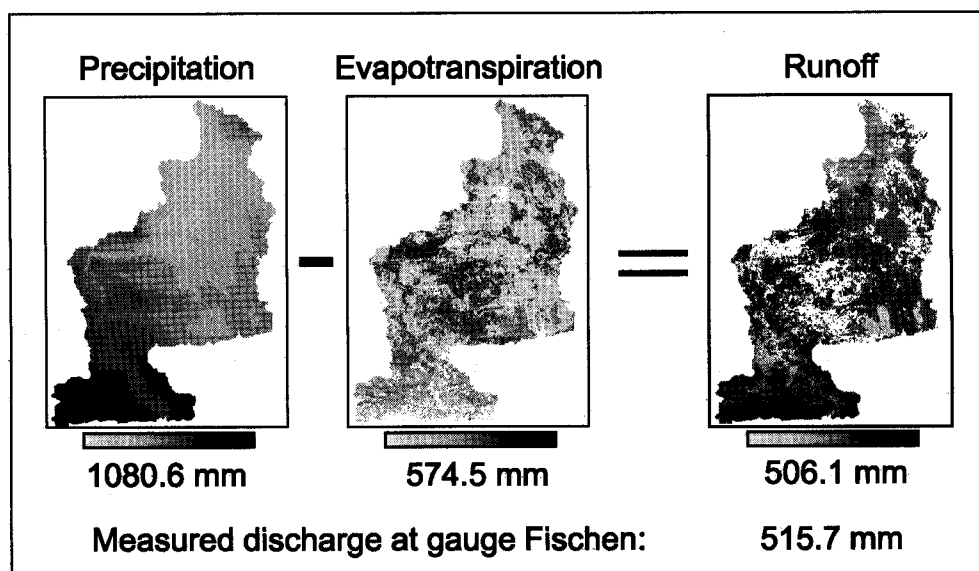 Precipitation Evapotranspiration Runoff
1080.6 mm 574.5 mm 506.1 mm
Measured discharge at gauge Fischen: 515.7 mm